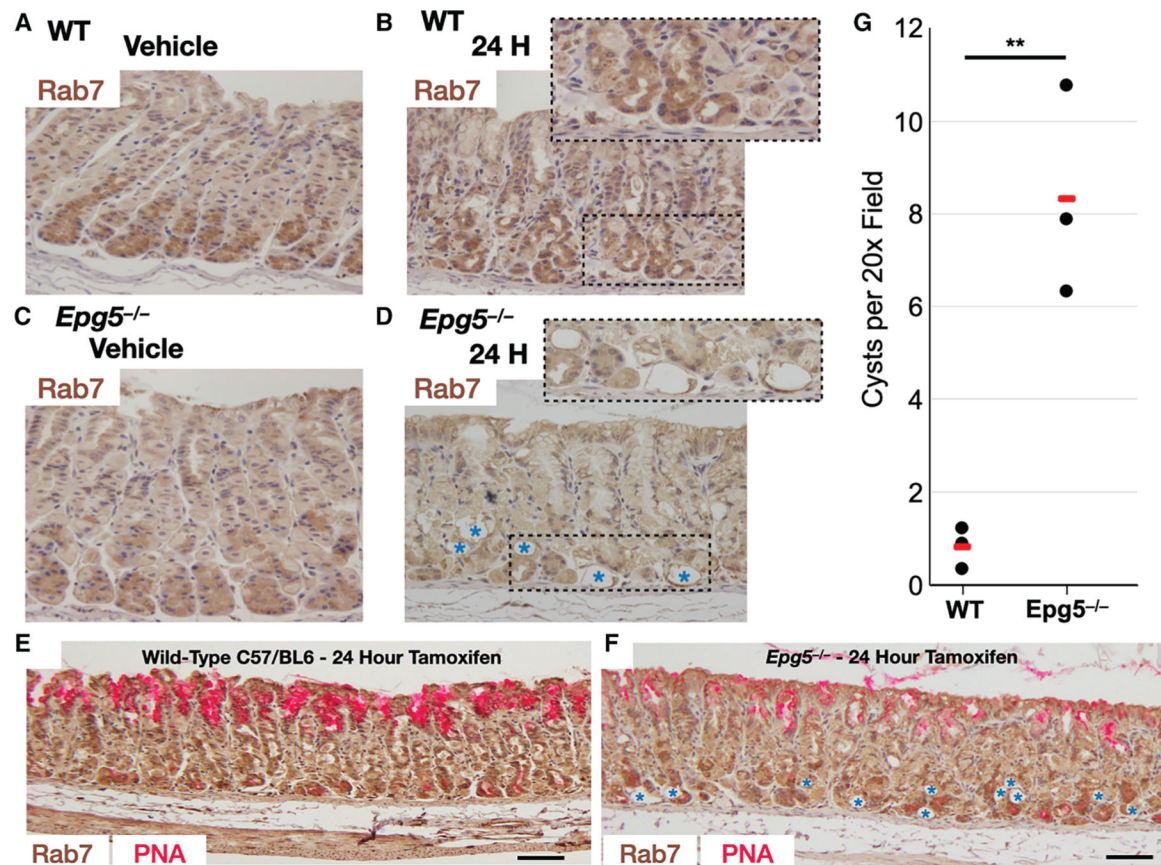 A WT
Vehicle
Rab7
B WT
24 H
Rab7
C Epg5–/–
Vehicle
Rab7
D Epg5–/–
24 H
Rab7
*
*
*
*
*
E
Wild-Type C57/BL6 - 24 Hour Tamoxifen
Rab7 PNA
F
Epg5–/– - 24 Hour Tamoxifen
*
*
*
*
*
*
*
*
*
*
Rab7 PNA
G
**
Cysts per 20x Field
12
10
8
6
4
2
0
WT Epg5–/–